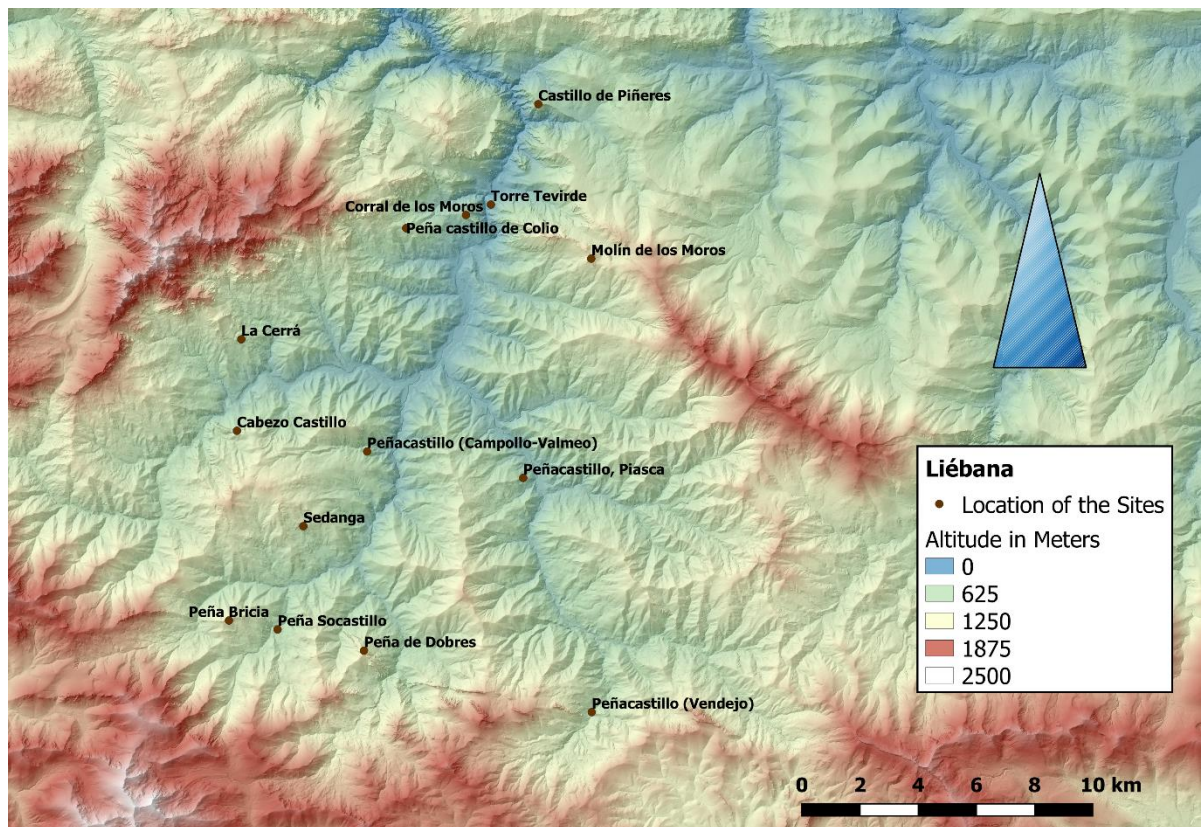 Castillo de Piñeres
Torre Tevirde
Corral de los Moros
Peña castillo de Colio
Molín de los Moros
La Cerrá
Cabezo Castillo
Peñacastillo (Campollo-Valmeo)
Peñacastillo, Piasca
Sedanga
Peña Bricia
Peña Socastillo
Peña de Dobres
Peñacastillo (Vendejo)
Liébana
Location of the Sites
Altitude in Meters
0
625
1250
1875
2500
0 2 4 6 8 10 km